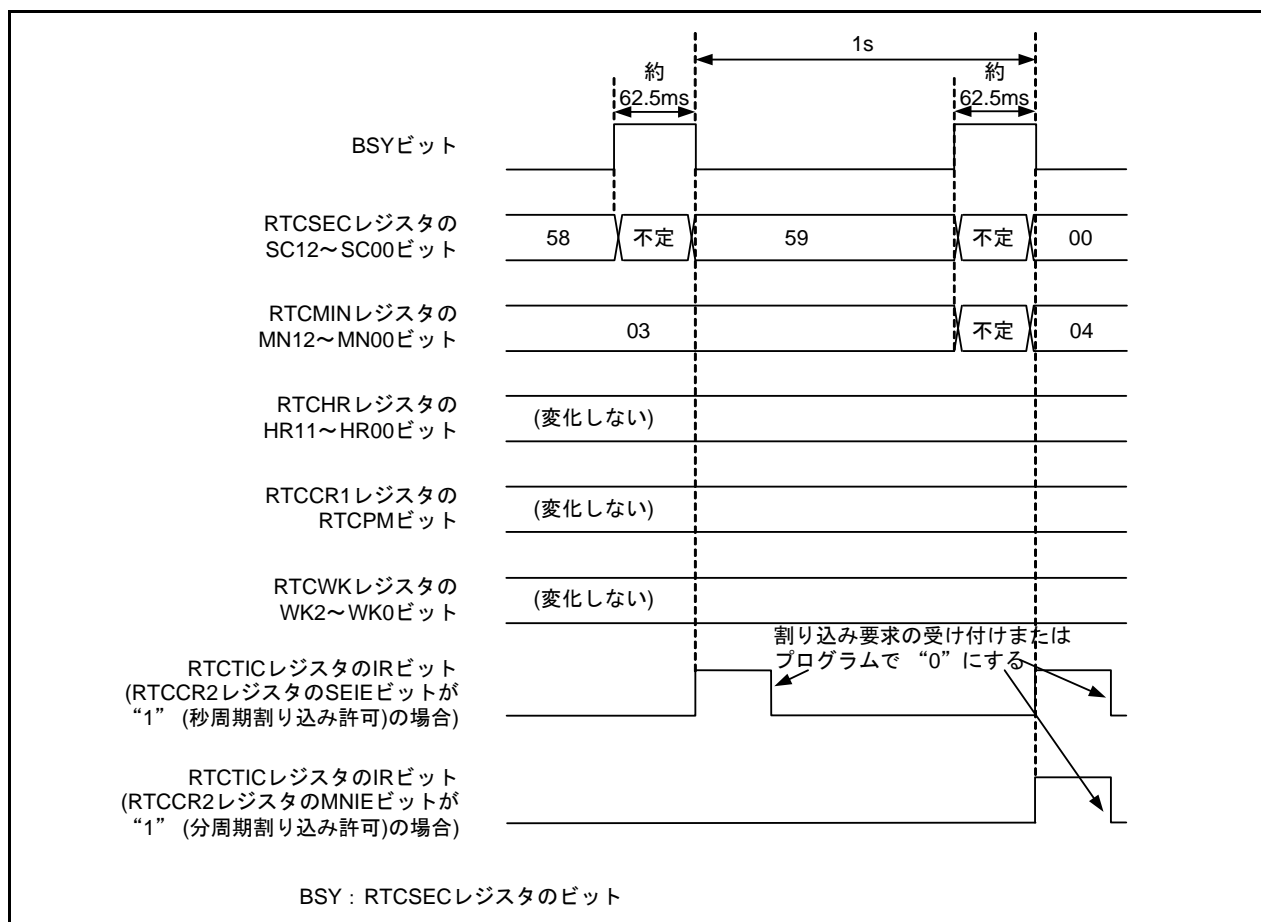 1s
約
62.5ms
約
62.5ms
BSYビット
RTCSECレジスタの
SC12～SC00ビット
58
不定
59
不定
00
RTCMINレジスタの
MN12～MN00ビット
03
不定
04
RTCHRレジスタの
HR11～HR00ビット
(変化しない)
RTCCR1レジスタの
RTCPMビット
(変化しない)
RTCWKレジスタの
WK2～WK0ビット
(変化しない)
割り込み要求の受け付けまたは
プログラムで “0”にする
RTCTICレジスタのIRビット
(RTCCR2レジスタのSEIEビットが
“1” (秒周期割り込み許可)の場合)
RTCTICレジスタのIRビット
(RTCCR2レジスタのMNIEビットが
“1” (分周期割り込み許可)の場合)
BSY：RTCSECレジスタのビット